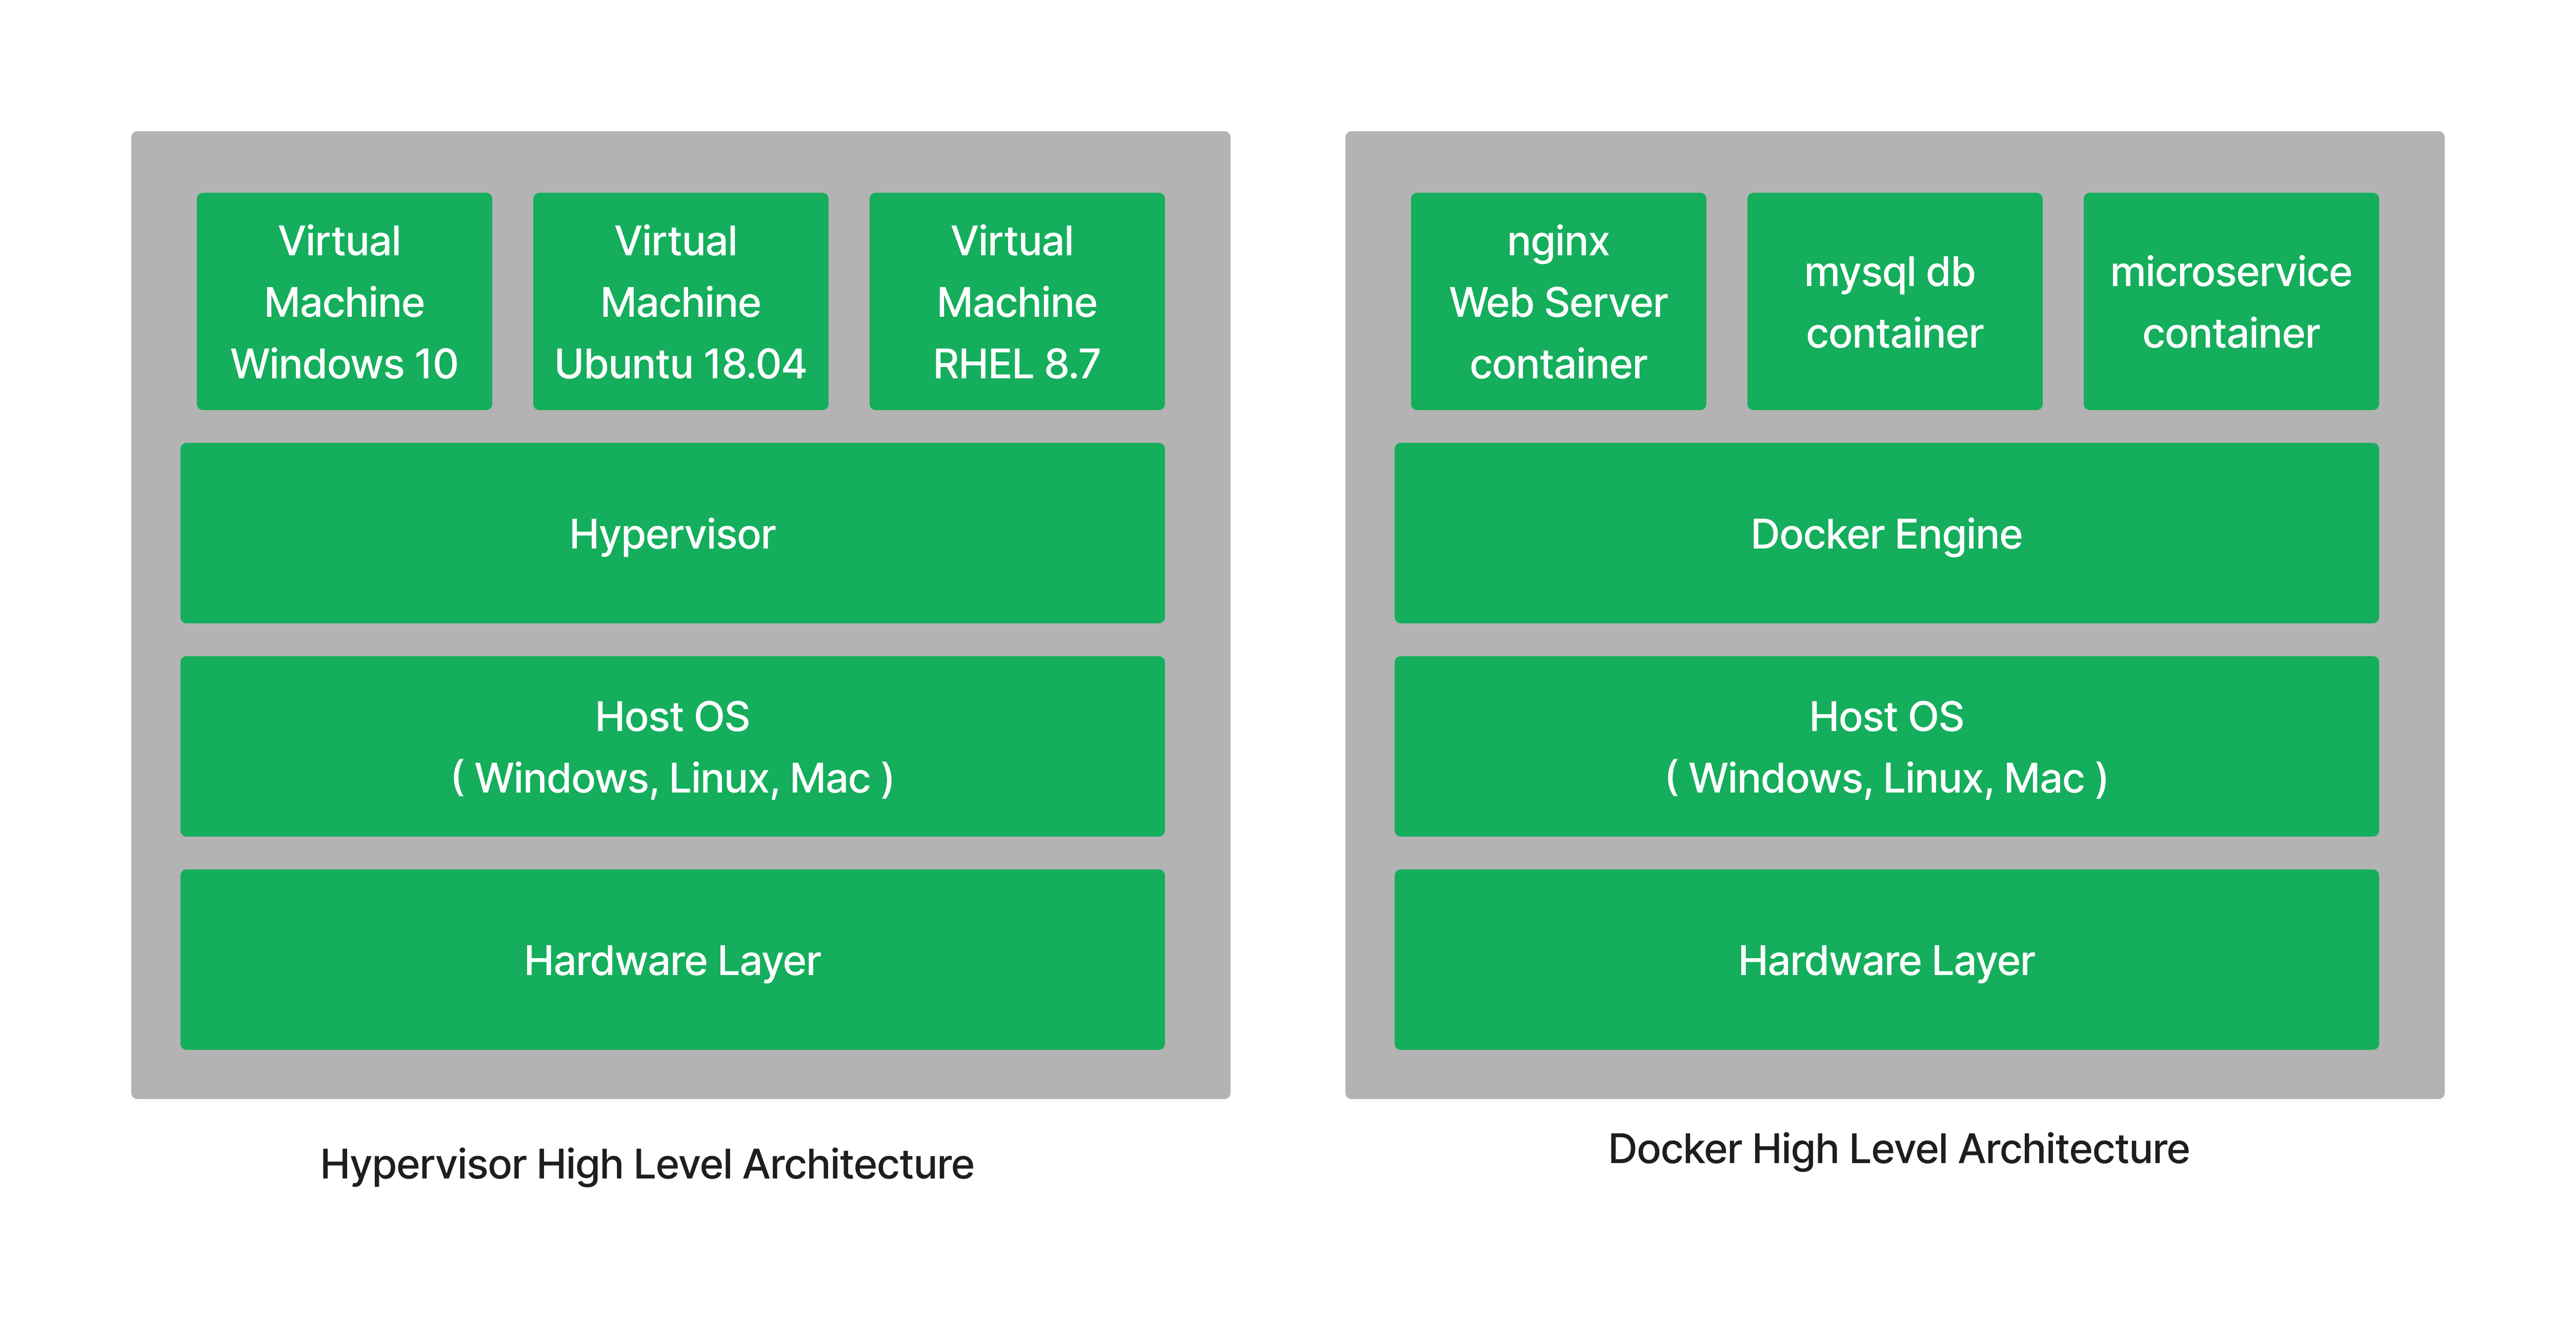 Virtual
Machine
Windows 10
Virtual
Machine
Ubuntu 18.04
Virtual
Machine
RHEL 8.7
Hypervisor
Host OS
( Windows, Linux, Mac )
Hardware Layer
Hypervisor High Level Architecture
nginx
Web Server
container
mysql db
container
microservice
container
Docker Engine
Host OS
( Windows, Linux, Mac )
Hardware Layer
Docker High Level Architecture